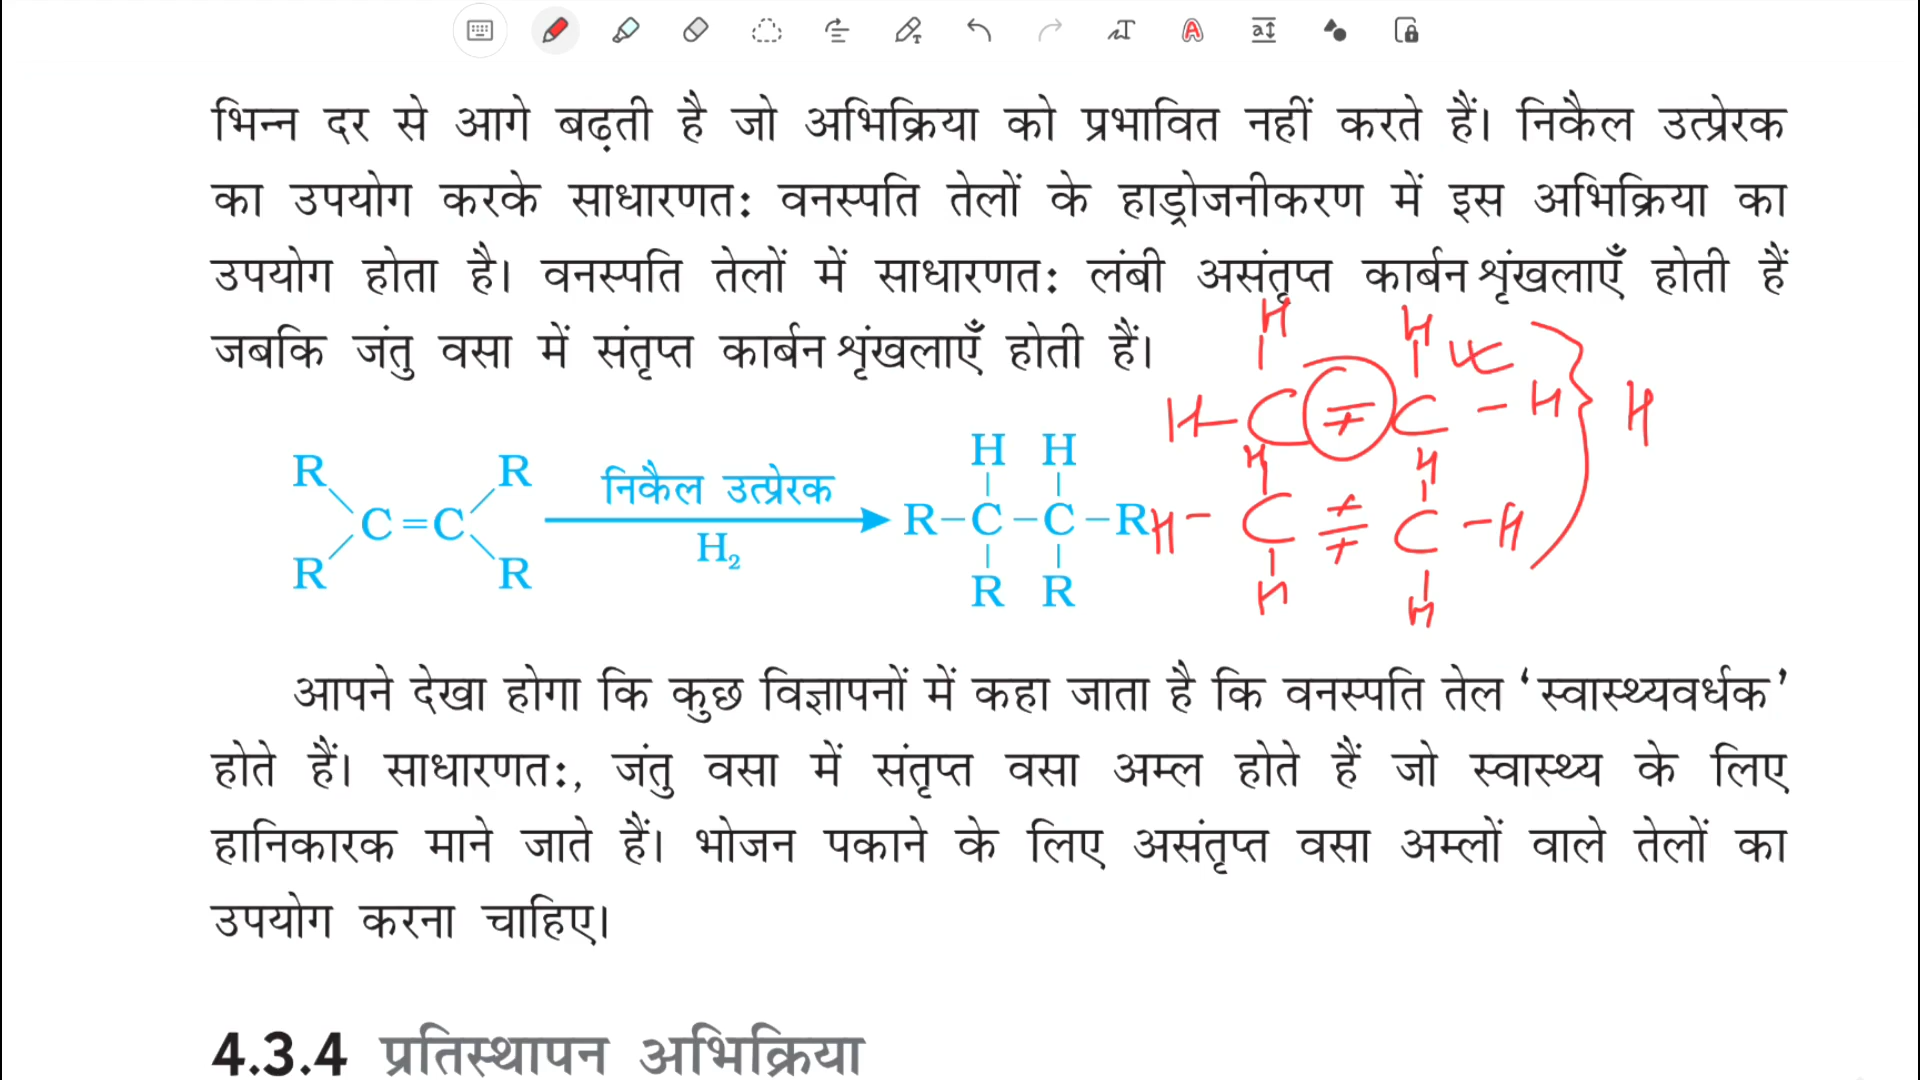 भिन्न दर से आगे बढ़ती है जो अभिक्रिया को प्रभावित नहीं करते हैं। निकैल उत्प्रेरक
का उपयोग करके साधारणतः वनस्पति तेलों के हाड्रोजनीकरण में इस अभिक्रिया का
उपयोग होता है। वनस्पति तेलों में साधारणतः लंबी असंतृप्त कार्बन शृंखलाएँ होती हैं
जबकि जंतु वसा में संतृप्त कार्बन शृंखलाएँ होती हैं।
H H
H-C = C - H } H
H H
H - C ≡ C - H
H H
R R
C=C
R R
निकैल उत्प्रेरक
H₂
H H
R-C-C-R
R R
आपने देखा होगा कि कुछ विज्ञापनों में कहा जाता है कि वनस्पति तेल ‘स्वास्थ्यवर्धक’
होते हैं। साधारणतः, जंतु वसा में संतृप्त वसा अम्ल होते हैं जो स्वास्थ्य के लिए
हानिकारक माने जाते हैं। भोजन पकाने के लिए असंतृप्त वसा अम्लों वाले तेलों का
उपयोग करना चाहिए।
4.3.4 प्रतिस्थापन अभिक्रिया